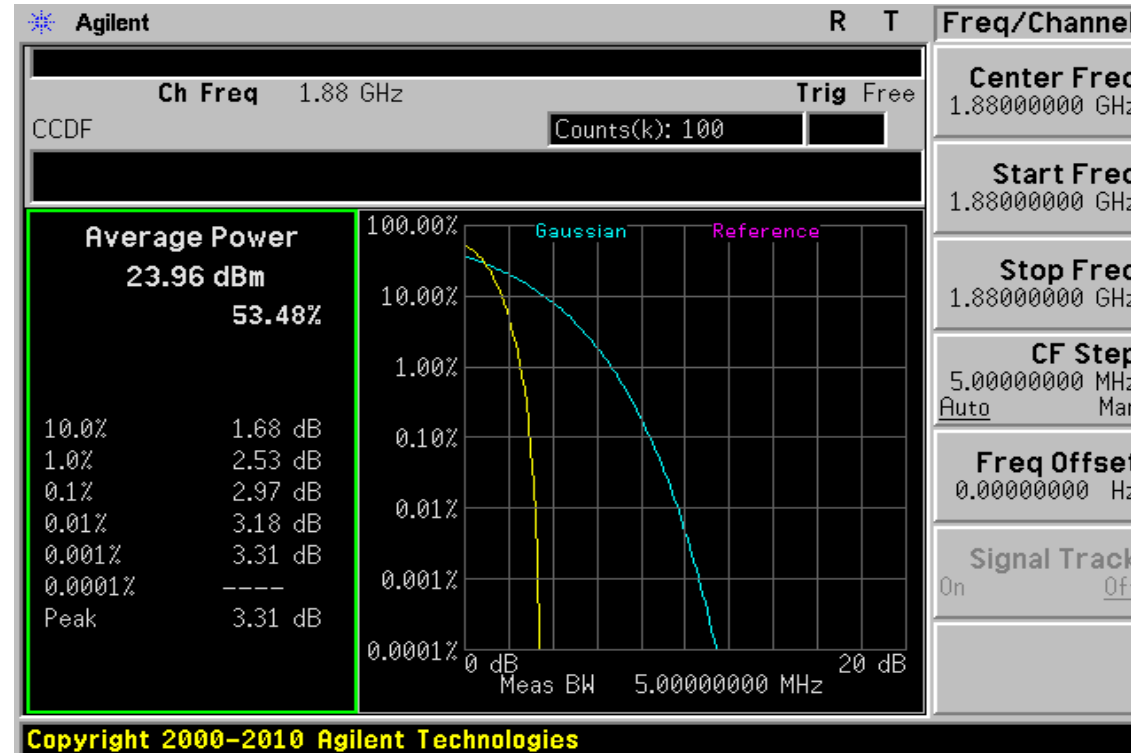 Agilent R T
Ch Freq 1.88 GHz Trig Free
CCDF Counts(k): 100
Average Power
23.96 dBm
53.48%
10.0% 1.68 dB
1.0% 2.53 dB
0.1% 2.97 dB
0.01% 3.18 dB
0.001% 3.31 dB
0.0001% ----
Peak 3.31 dB
Gaussian Reference
100.00%
10.00%
1.00%
0.10%
0.01%
0.001%
0.0001%
0 dB 20 dB
Meas BW 5.00000000 MHz
Freq/Channel
Center Freq
1.88000000 GHz
Start Freq
1.88000000 GHz
Stop Freq
1.88000000 GHz
CF Step
5.00000000 MHz
Auto Man
Freq Offset
0.00000000 Hz
Signal Track
On Off
Copyright 2000-2010 Agilent Technologies